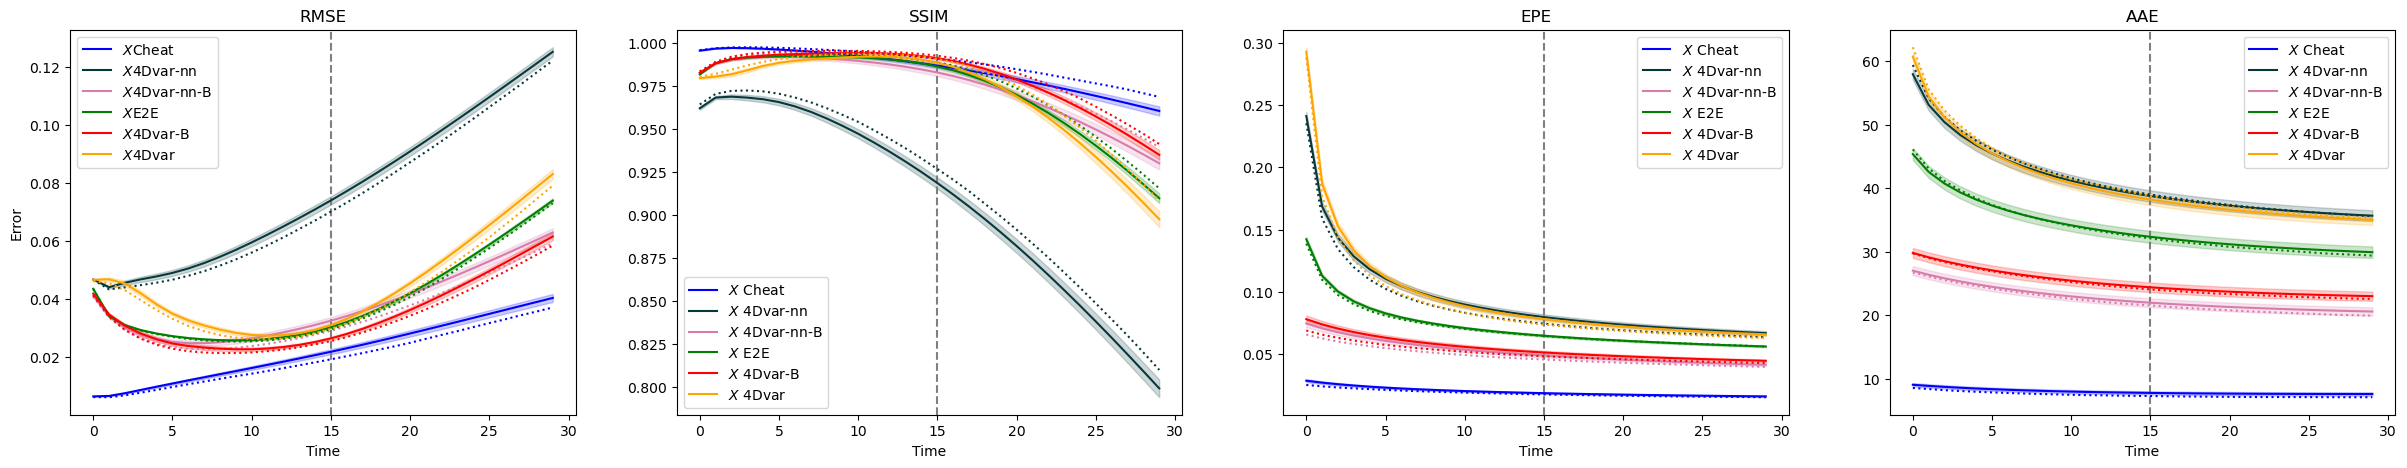 RMSE
0.12
0.10
0.08
0.06
0.04
0.02
Error
XCheat
X4Dvar-nn
X4Dvar-nn-B
XE2E
X4Dvar-B
X4Dvar
0 5 10 15 20 25 30
Time
SSIM
1.000
0.975
0.950
0.925
0.900
0.875
0.850
0.825
0.800
X Cheat
X 4Dvar-nn
X 4Dvar-nn-B
X E2E
X 4Dvar-B
X 4Dvar
0 5 10 15 20 25 30
Time
EPE
0.30
0.25
0.20
0.15
0.10
0.05
X Cheat
X 4Dvar-nn
X 4Dvar-nn-B
X E2E
X 4Dvar-B
X 4Dvar
0 5 10 15 20 25 30
Time
AAE
60
50
40
30
20
10
X Cheat
X 4Dvar-nn
X 4Dvar-nn-B
X E2E
X 4Dvar-B
X 4Dvar
0 5 10 15 20 25 30
Time